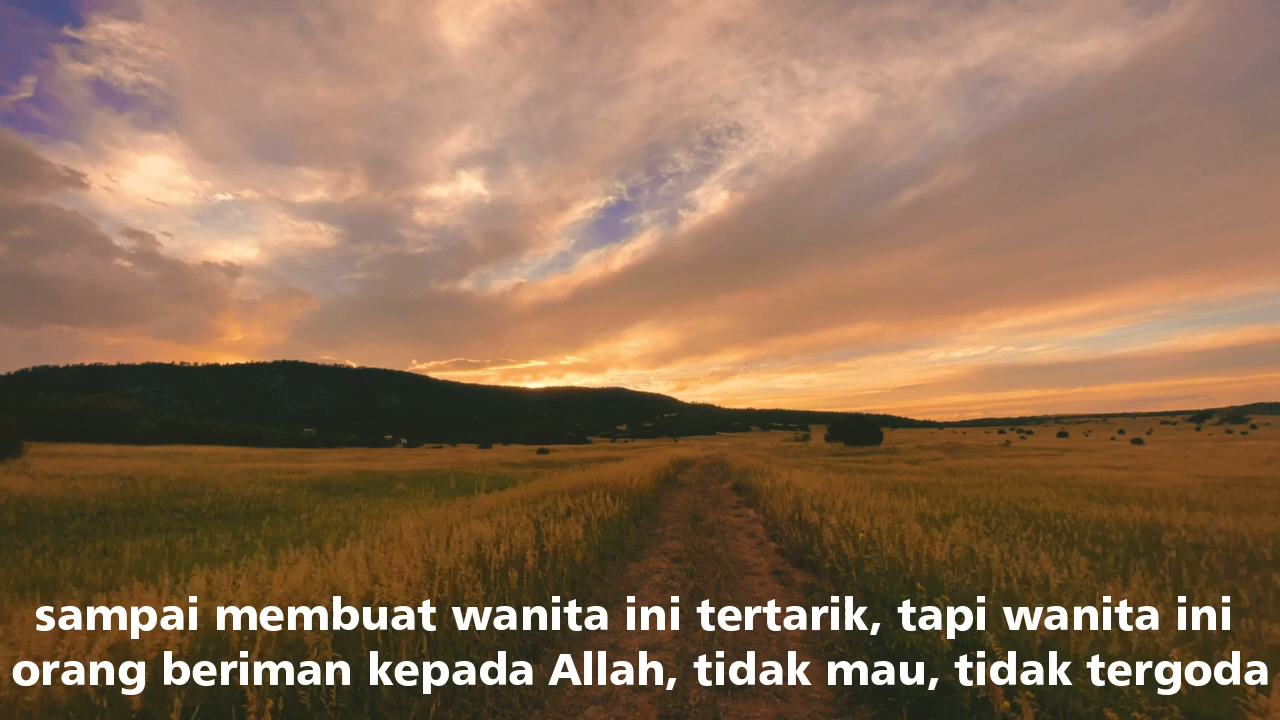 sampai membuat wanita ini tertarik, tapi wanita ini
orang beriman kepada Allah, tidak mau, tidak tergoda